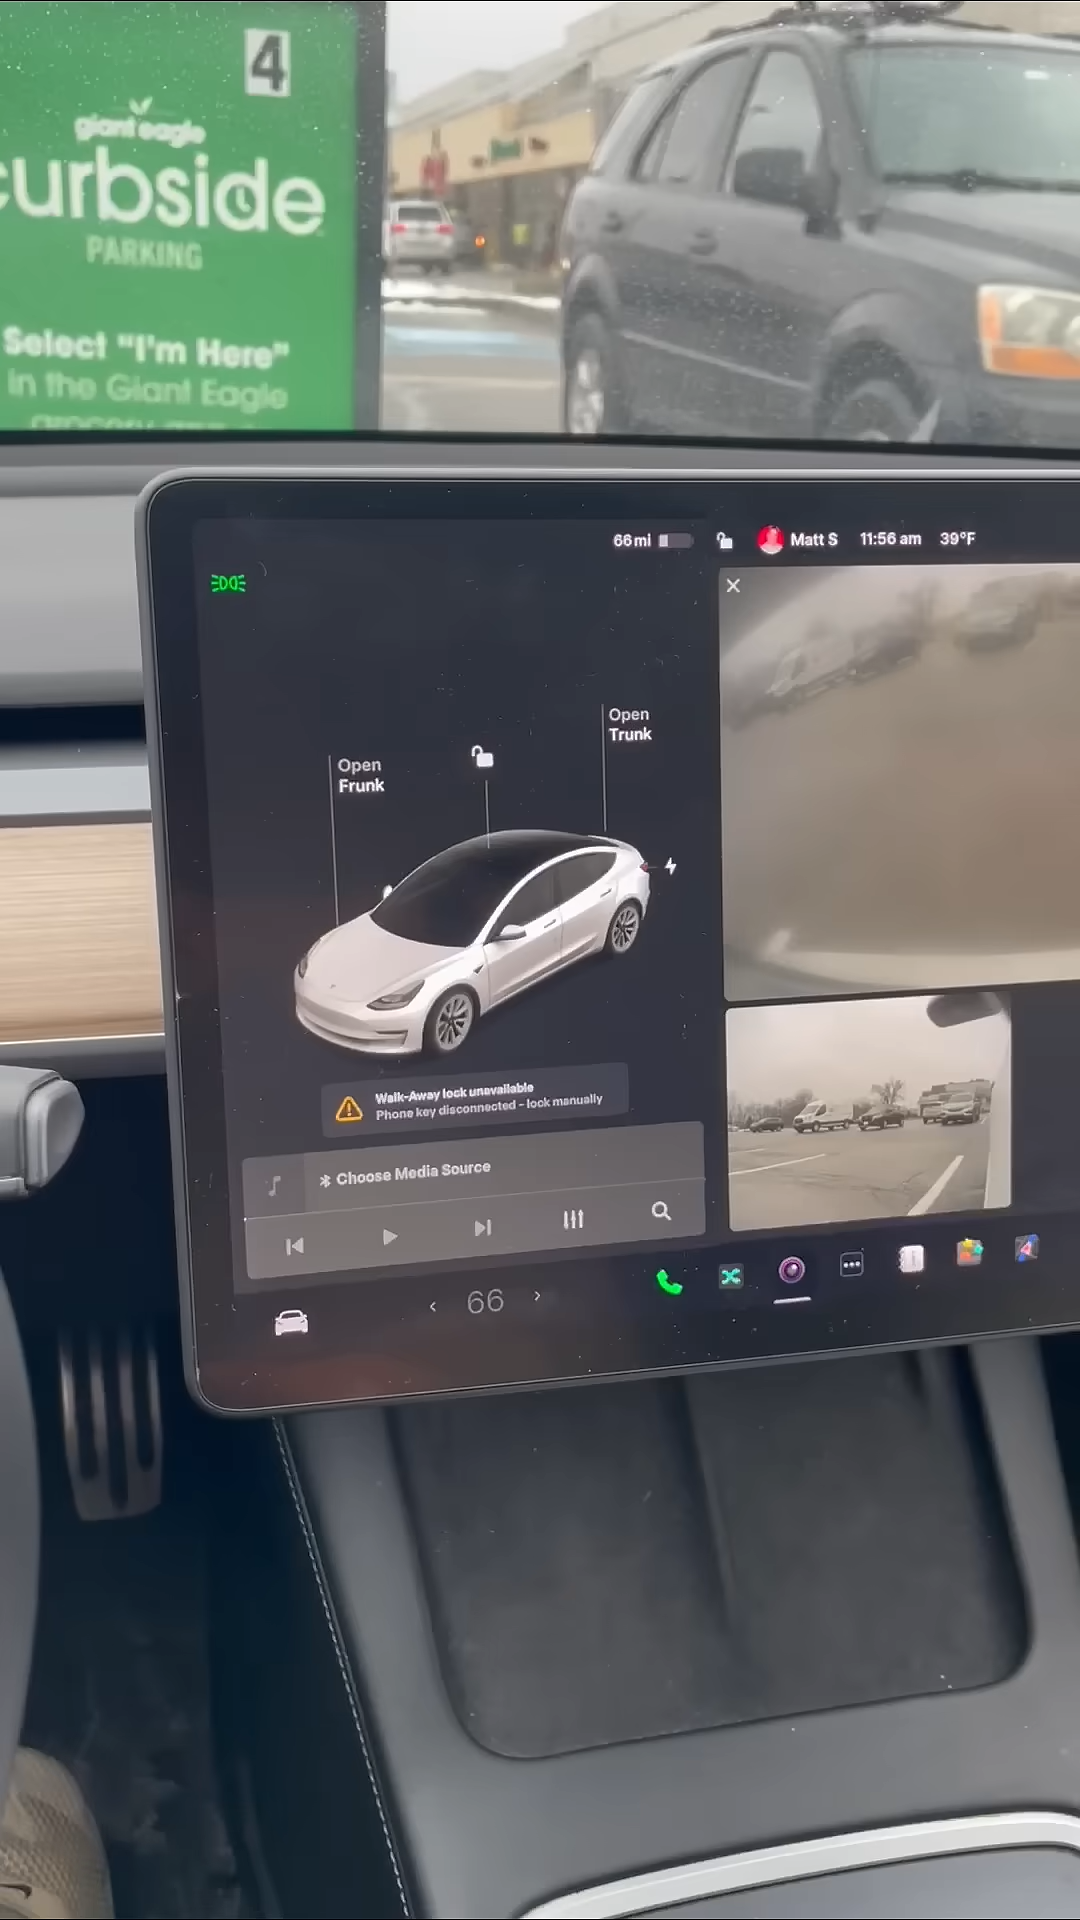 4
giant eagle
curbside
PARKING
Select "I'm Here"
in the Giant Eagle
66 mi
Matt S
11:56 am
39°F
Open
Trunk
Open
Frunk
Walk-Away lock unavailable
Phone key disconnected - lock manually
Choose Media Source
66